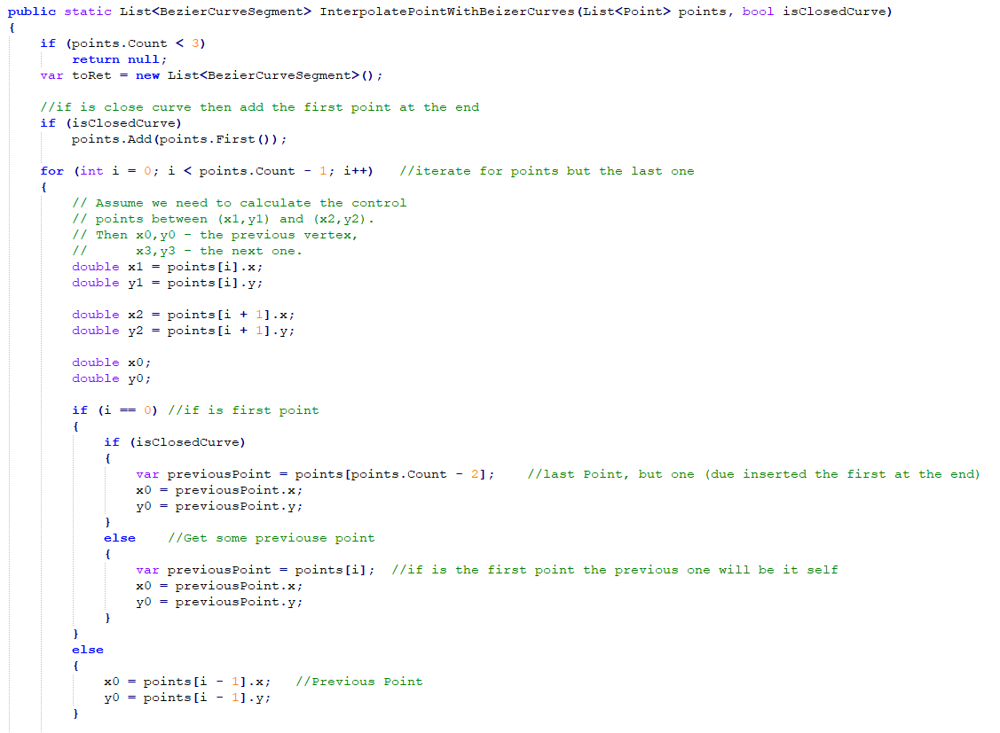 public static List<BezierCurveSegment> InterpolatePointWithBeizerCurves(List<Point> points, bool isClosedCurve)
{
if (points.Count < 3)
return null;
var toRet = new List<BezierCurveSegment>();
//if is close curve then add the first point at the end
if (isClosedCurve)
points.Add(points.First());
for (int i = 0; i < points.Count - 1; i++)   //iterate for points but the last one
{
// Assume we need to calculate the control
// points between (x1,y1) and (x2,y2).
// Then x0,y0 - the previous vertex,
//      x3,y3 - the next one.
double x1 = points[i].x;
double y1 = points[i].y;
double x2 = points[i + 1].x;
double y2 = points[i + 1].y;
double x0;
double y0;
if (i == 0) //if is first point
{
if (isClosedCurve)
{
var previousPoint = points[points.Count - 2];    //last Point, but one (due inserted the first at the end)
x0 = previousPoint.x;
y0 = previousPoint.y;
}
else    //Get some previouse point
{
var previousPoint = points[i];  //if is the first point the previous one will be it self
x0 = previousPoint.x;
y0 = previousPoint.y;
}
}
else
{
x0 = points[i - 1].x;   //Previous Point
y0 = points[i - 1].y;
}